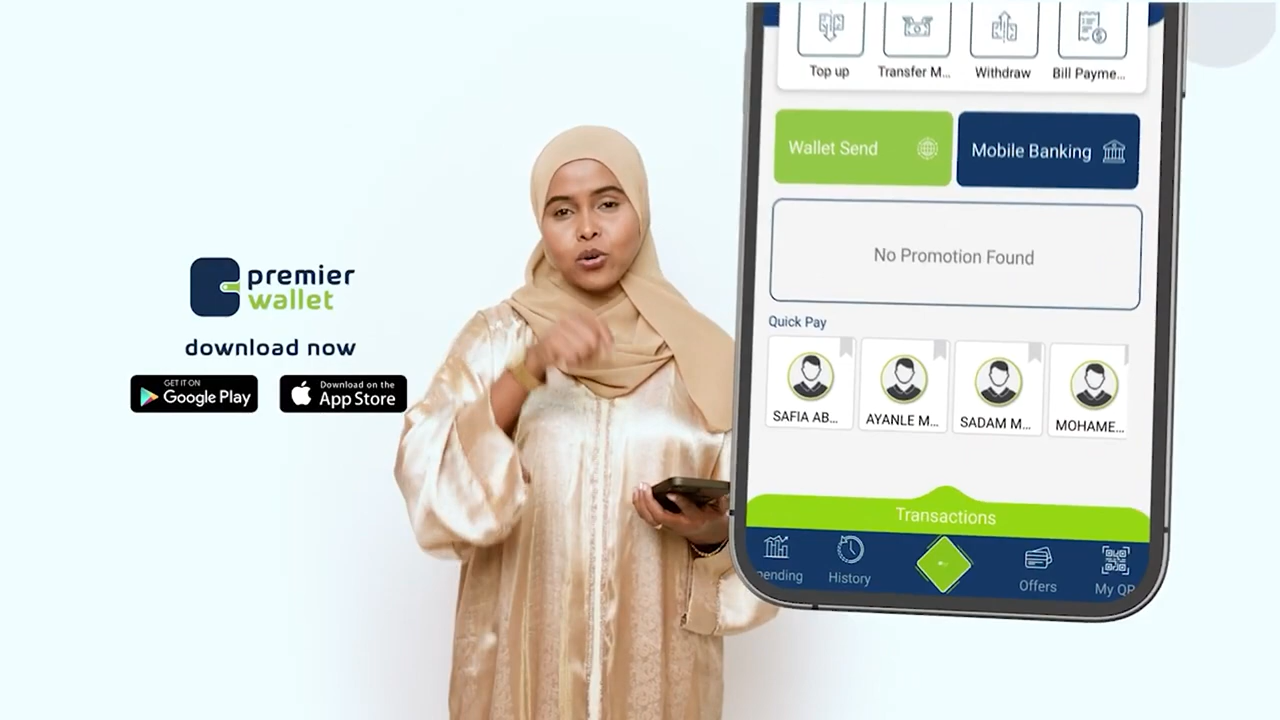 premier
wallet
download now
GET IT ON
Google Play
Download on the
App Store
Top up
Transfer M...
Withdraw
Bill Payme...
Wallet Send
Mobile Banking
No Promotion Found
Quick Pay
SAFIA AB...
AYANLE M...
SADAM M...
MOHAME...
Transactions
pending
History
Offers
My QR